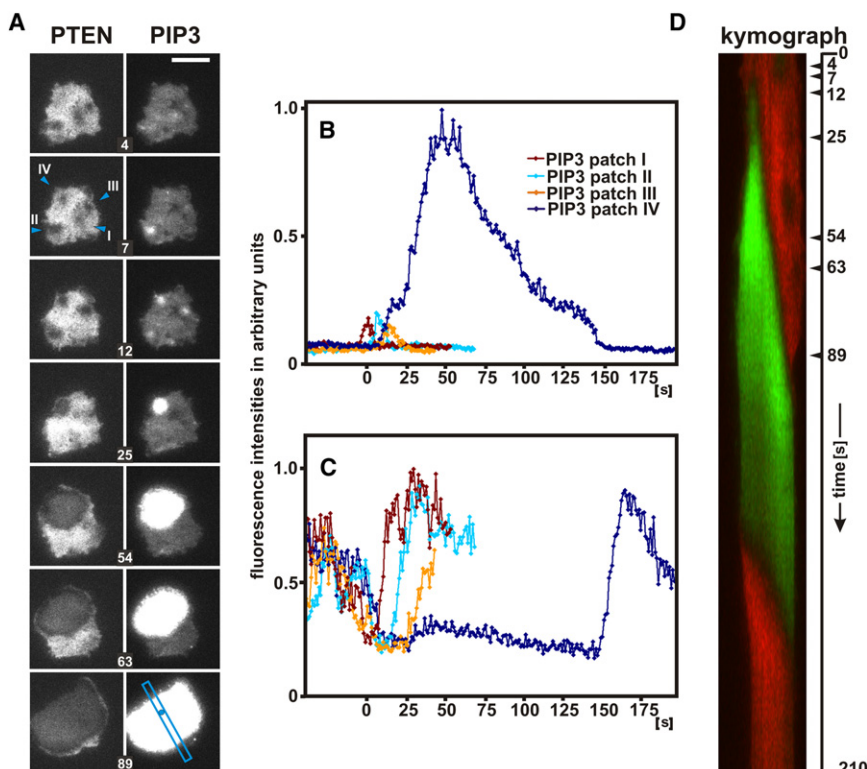 A
PTEN PIP3
4
IV
III
II
I
7
12
25
54
63
89
fluorescence intensities in arbitrary units
B
1.0
0.5
0
PIP3 patch I
PIP3 patch II
PIP3 patch III
PIP3 patch IV
0 25 50 75 100 125 150 175
[s]
C
1.0
0.5
0
0 25 50 75 100 125 150 175
[s]
D
kymograph
0
4
7
12
25
54
63
89
time [s]
210